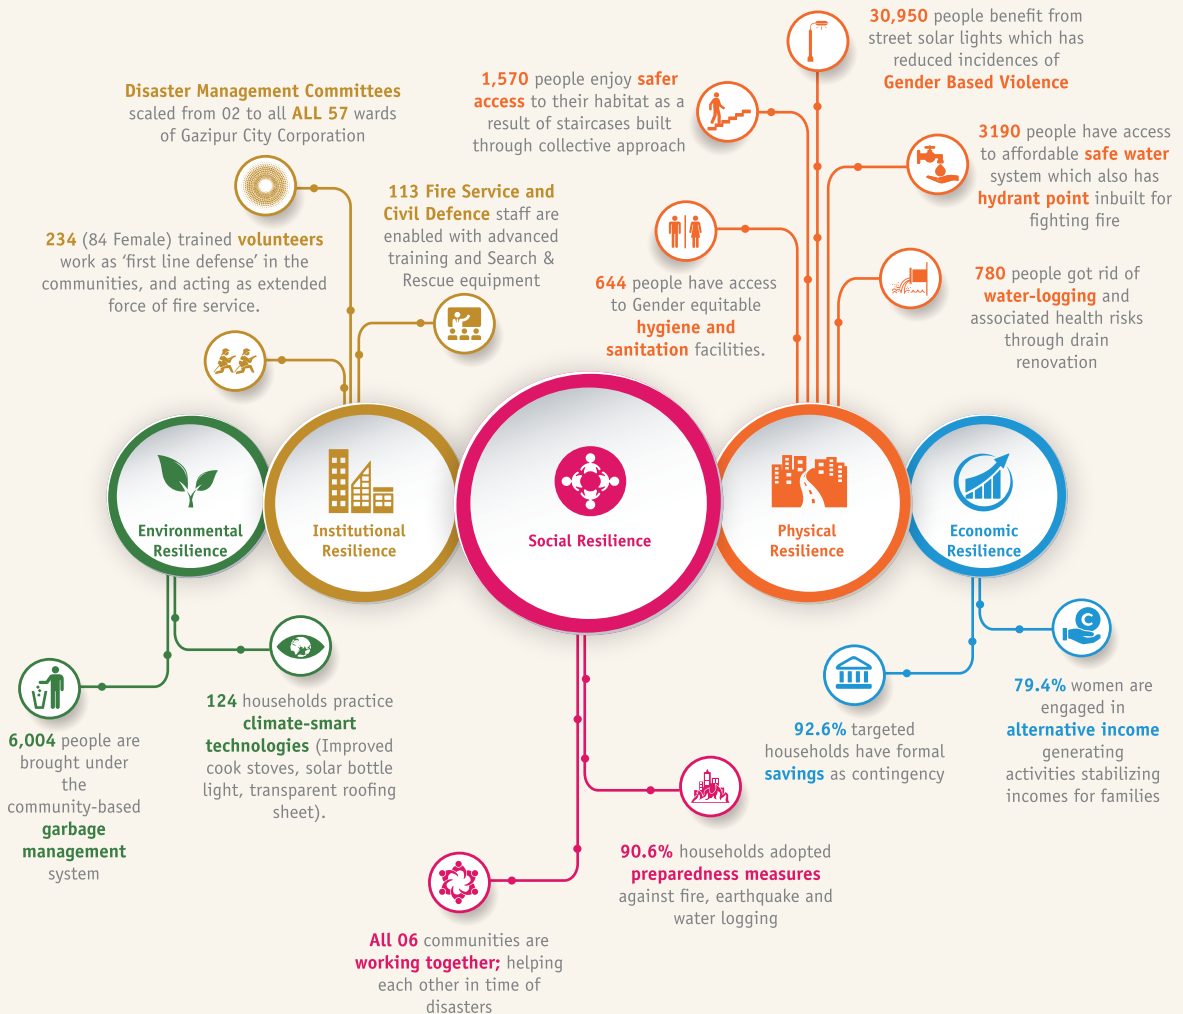 30,950 people benefit from
street solar lights which has
reduced incidences of
Gender Based Violence
1,570 people enjoy safer
access to their habitat as a
result of staircases built
through collective approach
Disaster Management Committees
scaled from 02 to all ALL 57 wards
of Gazipur City Corporation
3190 people have access
to affordable safe water
system which also has
hydrant point inbuilt for
fighting fire
113 Fire Service and
Civil Defence staff are
enabled with advanced
training and Search &
Rescue equipment
234 (84 Female) trained volunteers
work as ‘first line defense’ in the
communities, and acting as extended
force of fire service.
644 people have access
to Gender equitable
hygiene and
sanitation facilities.
780 people got rid of
water-logging and
associated health risks
through drain
renovation
Environmental
Resilience
Institutional
Resilience
Social Resilience
Physical
Resilience
Economic
Resilience
6,004 people are
brought under
the
community-based
garbage
management
system
124 households practice
climate-smart
technologies (Improved
cook stoves, solar bottle
light, transparent roofing
sheet).
92.6% targeted
households have formal
savings as contingency
C
79.4% women are
engaged in
alternative income
generating
activities stabilizing
incomes for families
90.6% households adopted
preparedness measures
against fire, earthquake and
water logging
All 06 communities are
working together; helping
each other in time of
disasters